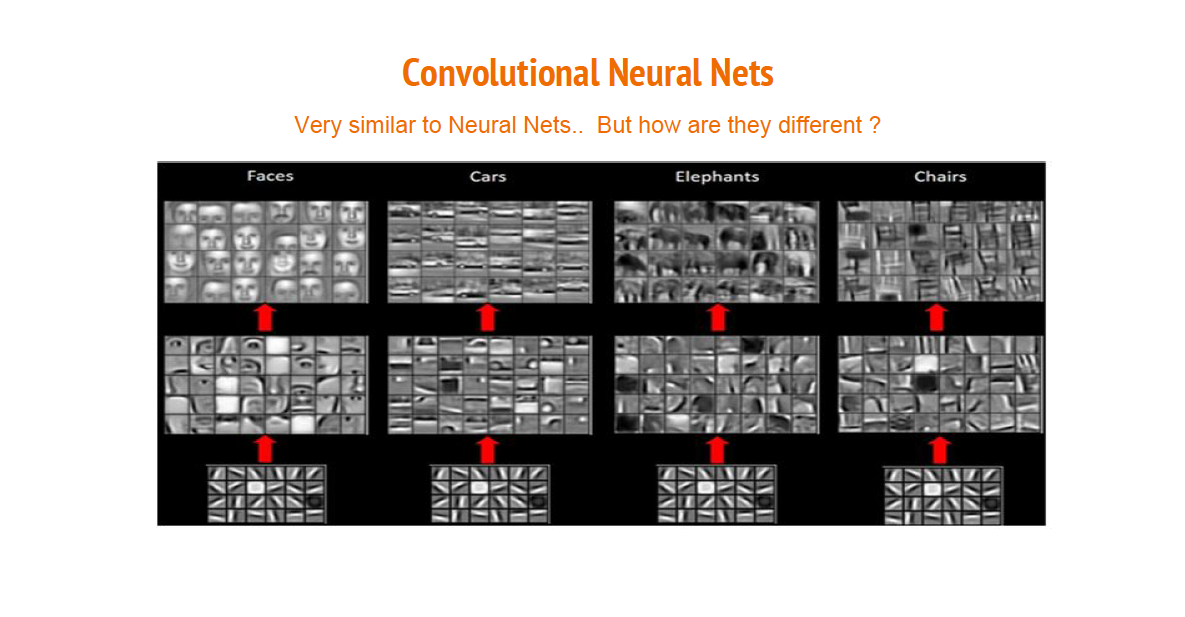 Convolutional Neural Nets
Very similar to Neural Nets..  But how are they different ?
Faces
Cars
Elephants
Chairs